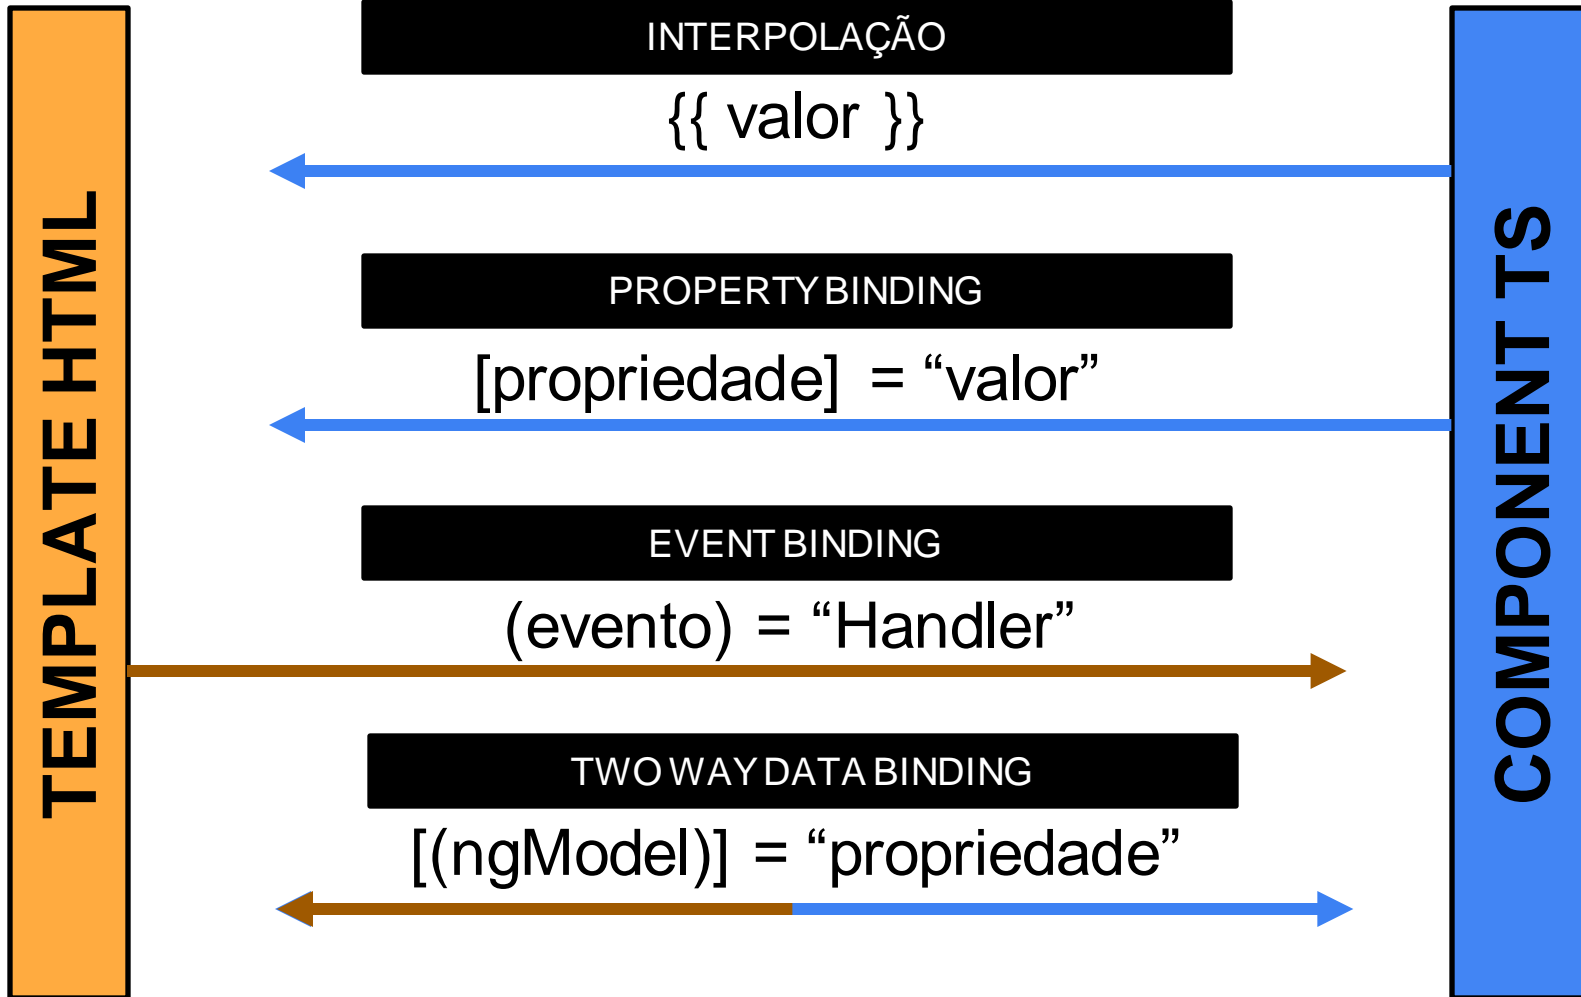 INTERPOLAÇÃO
{{ valor }}
PROPERTY BINDING
[propriedade] = “valor”
EVENT BINDING
(evento) = “Handler”
TWO WAY DATA BINDING
[(ngModel)] = “propriedade”
TEMPLATE HTML
COMPONENT TS